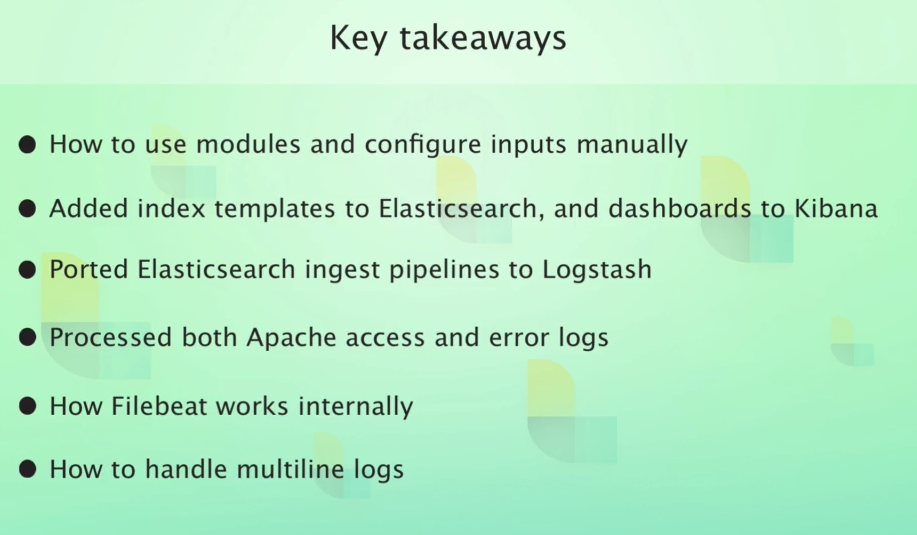 Key takeaways
● How to use modules and configure inputs manually
● Added index templates to Elasticsearch, and dashboards to Kibana
● Ported Elasticsearch ingest pipelines to Logstash
● Processed both Apache access and error logs
● How Filebeat works internally
● How to handle multiline logs